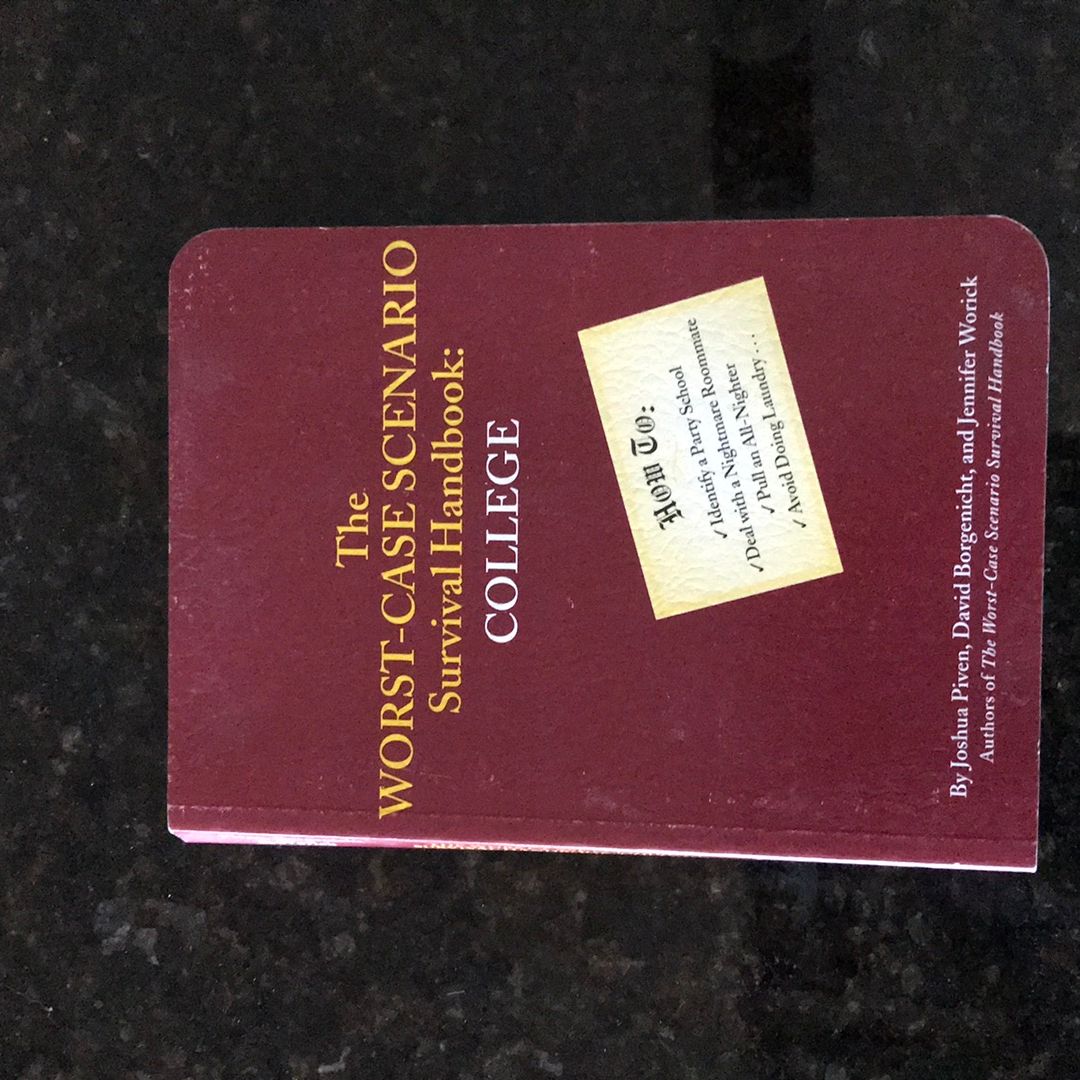 The
WORST-CASE SCENARIO
Survival Handbook:
COLLEGE
How To:
✓ Identify a Party School
✓ Deal with a Nightmare Roommate
✓ Pull an All-Nighter
✓ Avoid Doing Laundry . . .
By Joshua Piven, David Borgenicht, and Jennifer Worick
Authors of The Worst-Case Scenario Survival Handbook